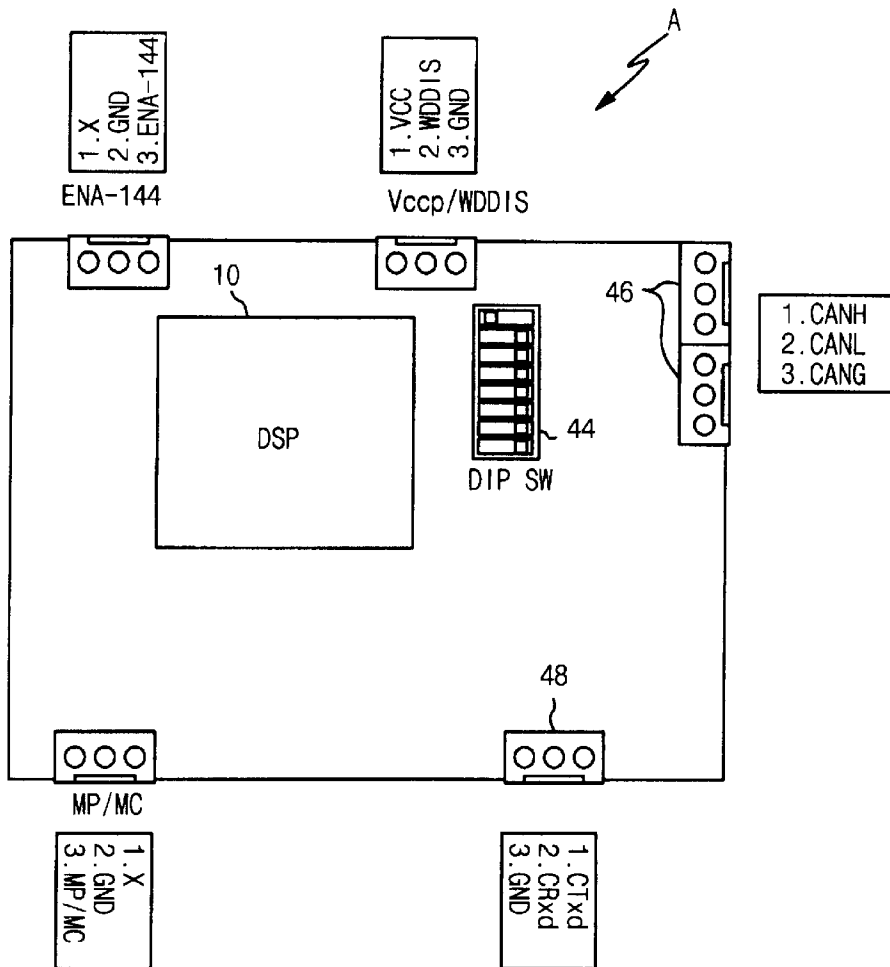 A
1.X
2.GND
3.ENA-144
ENA-144
1.VCC
2.WDDIS
3.GND
Vccp/WDDIS
10
46
1.CANH
2.CANL
3.CANG
DSP
44
DIP SW
48
MP/MC
1.X
2.GND
3.MP/MC
1.CTxd
2.CRxd
3.GND